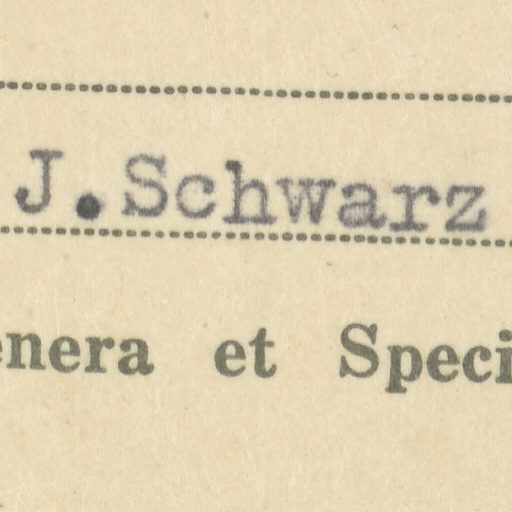 J.Schwarz
enera et Speci